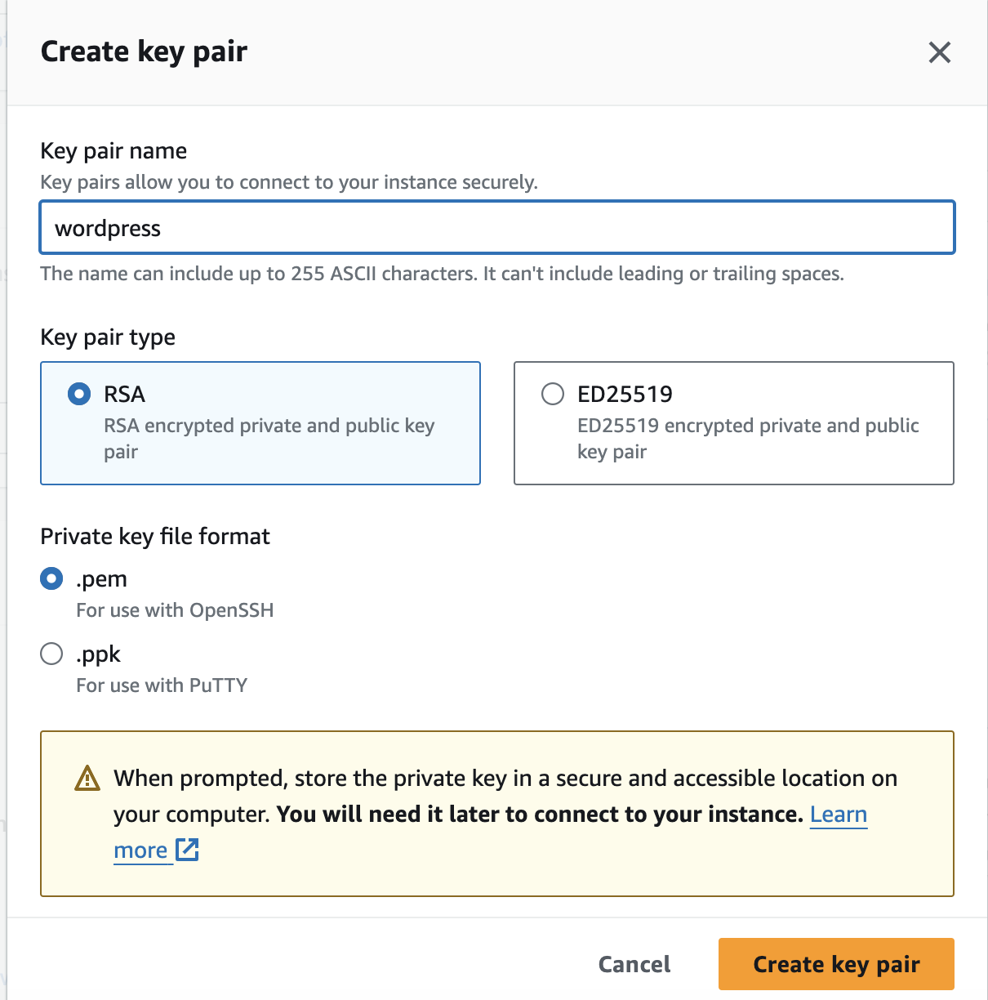 Create key pair
Key pair name
Key pairs allow you to connect to your instance securely.
wordpress
The name can include up to 255 ASCII characters. It can't include leading or trailing spaces.
Key pair type
RSA
RSA encrypted private and public key
pair
ED25519
ED25519 encrypted private and public
key pair
Private key file format
.pem
For use with OpenSSH
.ppk
For use with PuTTY
When prompted, store the private key in a secure and accessible location on
your computer. You will need it later to connect to your instance. Learn
more
Cancel
Create key pair